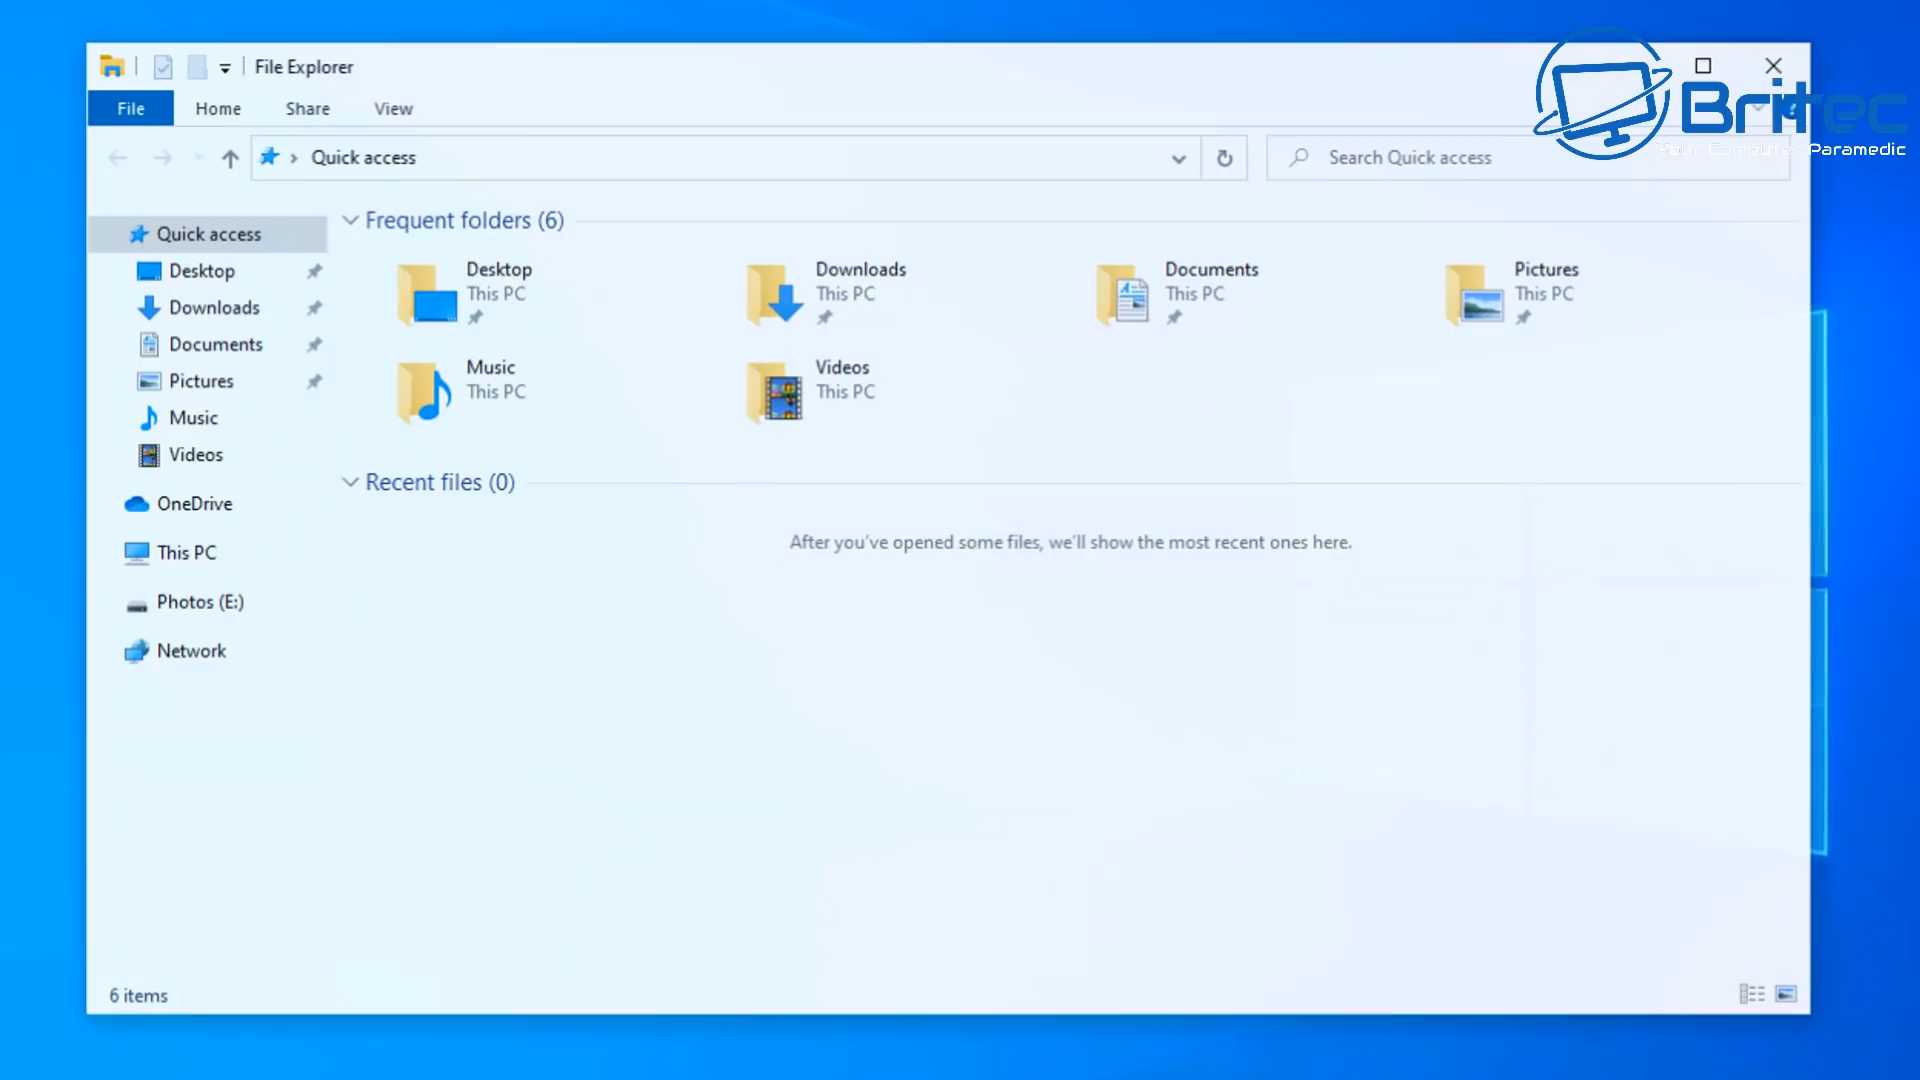 File Explorer
File Home Share View
Quick access
Search Quick access
Britec
Your Computer Paramedic
Quick access
Desktop
Downloads
Documents
Pictures
Music
Videos
OneDrive
This PC
Photos (E:)
Network
Frequent folders (6)
Desktop
This PC
Downloads
This PC
Documents
This PC
Pictures
This PC
Music
This PC
Videos
This PC
Recent files (0)
After you've opened some files, we'll show the most recent ones here.
6 items